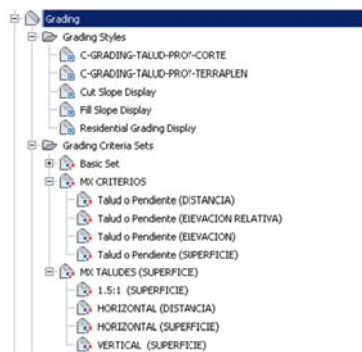 Grading
Grading Styles
C-GRADING-TALUD-PROY-CORTE
C-GRADING-TALUD-PROY-TERRAPLEN
Cut Slope Display
Fill Slope Display
Residential Grading Display
Grading Criteria Sets
Basic Set
MX CRITERIOS
Talud o Pendiente (DISTANCIA)
Talud o Pendiente (ElEVACION RELATIVA)
Talud o Pendiente (ElEVACION)
Talud o Pendiente (SUPERFICIE)
MX TALUDES (SUPERFICIE)
1.5:1 (SUPERFICIE)
HORIZONTAL (DISTANCIA)
HORIZONTAL (SUPERFICIE)
VERTICAL (SUPERFICIE)